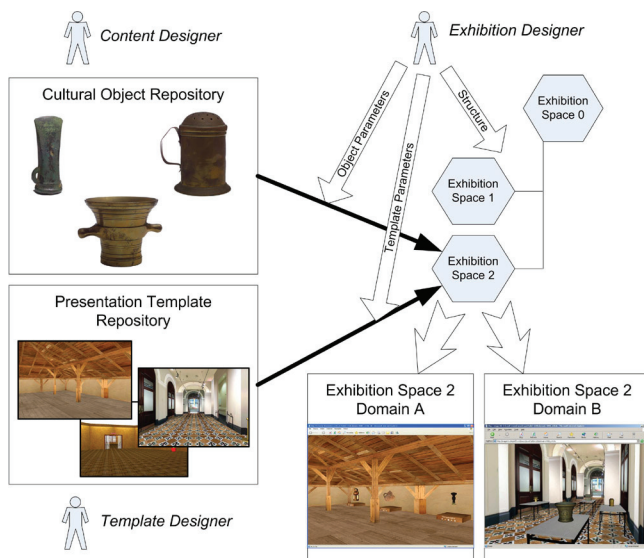 Content Designer
Exhibition Designer
Cultural Object Repository
Object Parameters
Template Parameters
Structure
Exhibition
Space 0
Exhibition
Space 1
Exhibition
Space 2
Presentation Template
Repository
Exhibition Space 2
Domain A
Exhibition Space 2
Domain B
Template Designer